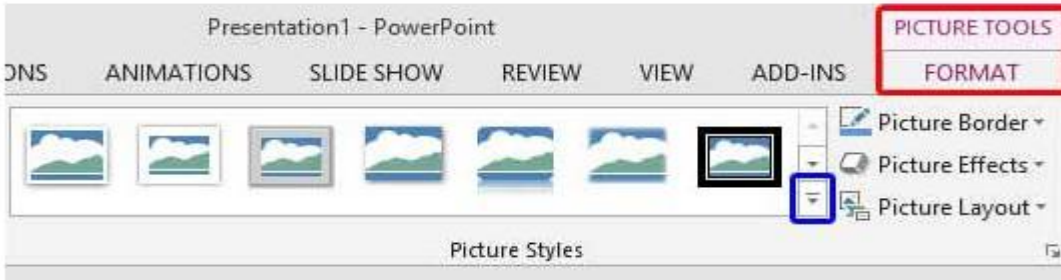 Presentation1 - PowerPoint
PICTURE TOOLS
ONS ANIMATIONS SLIDE SHOW REVIEW VIEW ADD-INS FORMAT
Picture Border
Picture Effects
Picture Layout
Picture Styles